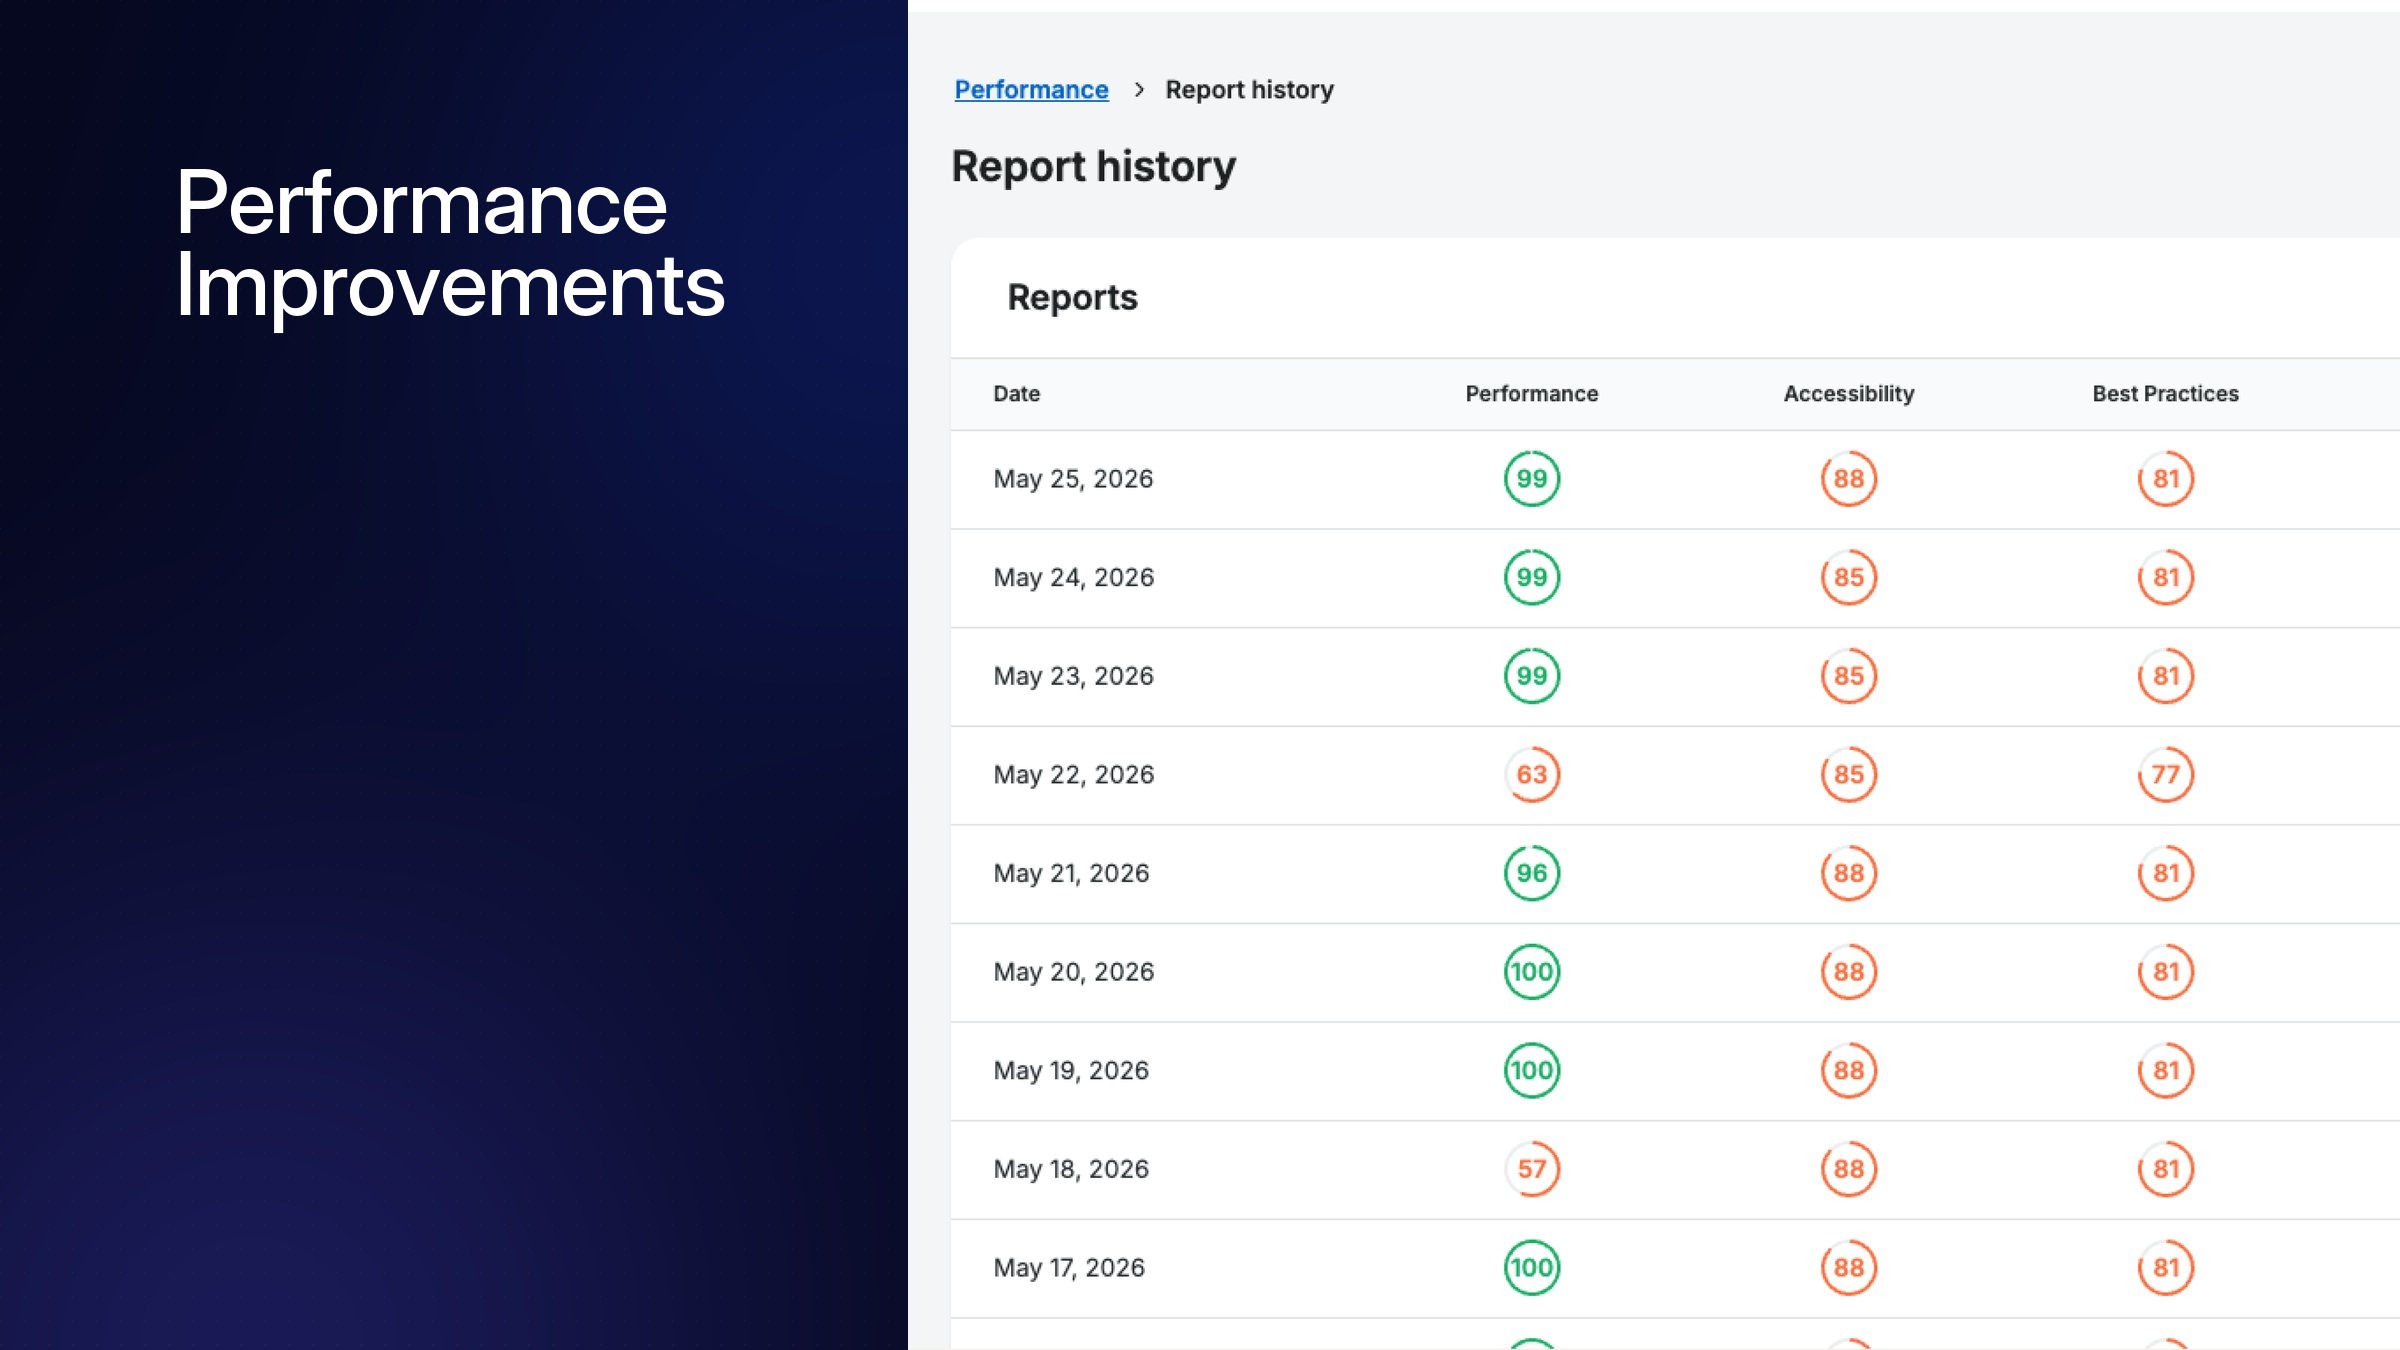 Performance
Improvements
Performance > Report history
Report history
Reports
Date Performance Accessibility Best Practices
May 25, 2026 99 88 81
May 24, 2026 99 85 81
May 23, 2026 99 85 81
May 22, 2026 63 85 77
May 21, 2026 96 88 81
May 20, 2026 100 88 81
May 19, 2026 100 88 81
May 18, 2026 57 88 81
May 17, 2026 100 88 81